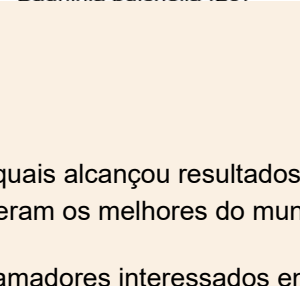 quais alcançou resultados
eram os melhores do mun
amadores interessados en